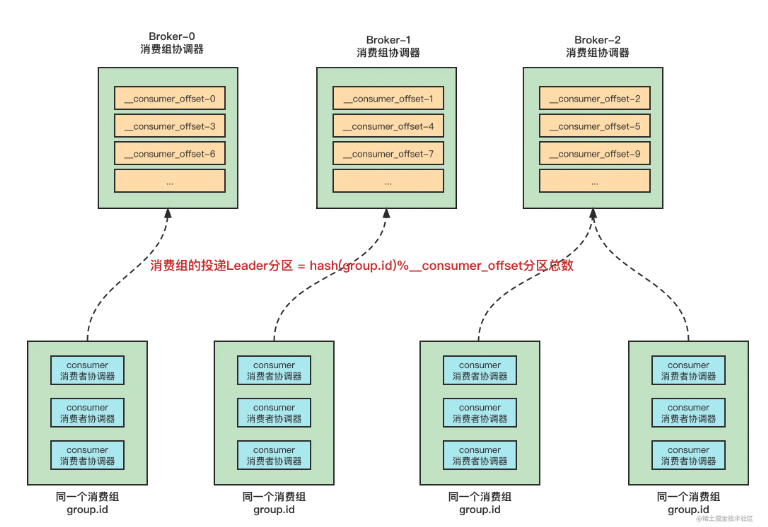 Broker-0
消费组协调器
Broker-1
消费组协调器
Broker-2
消费组协调器
__consumer_offset-0
__consumer_offset-3
__consumer_offset-6
...
__consumer_offset-1
__consumer_offset-4
__consumer_offset-7
...
__consumer_offset-2
__consumer_offset-5
__consumer_offset-9
...
消费组的投递Leader分区 = hash(group.id)%__consumer_offset分区总数
consumer
消费者协调器
consumer
消费者协调器
consumer
消费者协调器
同一个消费组
group.id
consumer
消费者协调器
consumer
消费者协调器
consumer
消费者协调器
同一个消费组
group.id
consumer
消费者协调器
consumer
消费者协调器
consumer
消费者协调器
同一个消费组
group.id
consumer
消费者协调器
consumer
消费者协调器
consumer
消费者协调器
同一个消费组
group.id
@稀土掘金技术社区